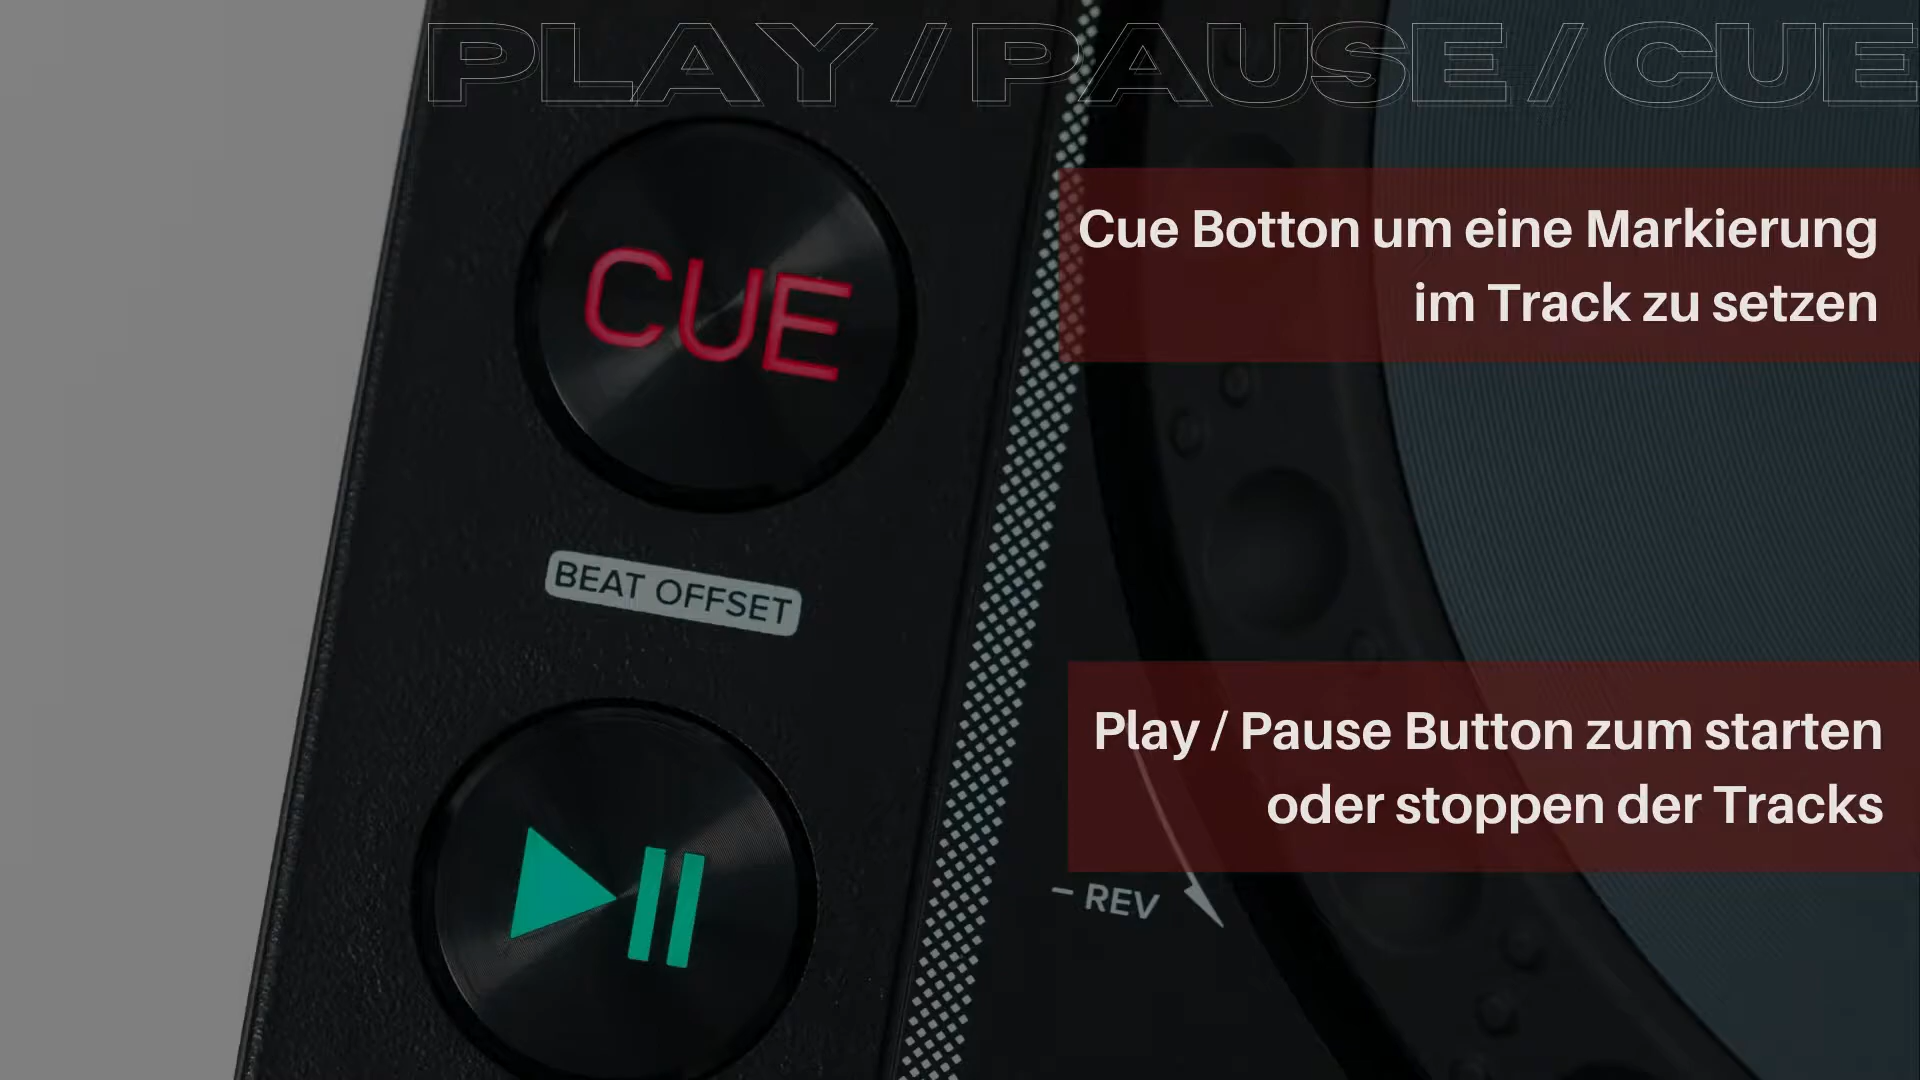 PLAY / PAUSE / CUE
Cue Botton um eine Markierung
im Track zu setzen
CUE
BEAT OFFSET
Play / Pause Button zum starten
oder stoppen der Tracks
– REV